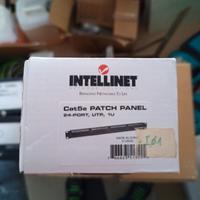 INTELLINET
Bringing Networks To Life
Cat5e PATCH PANEL
24-PORT, UTP, 1U